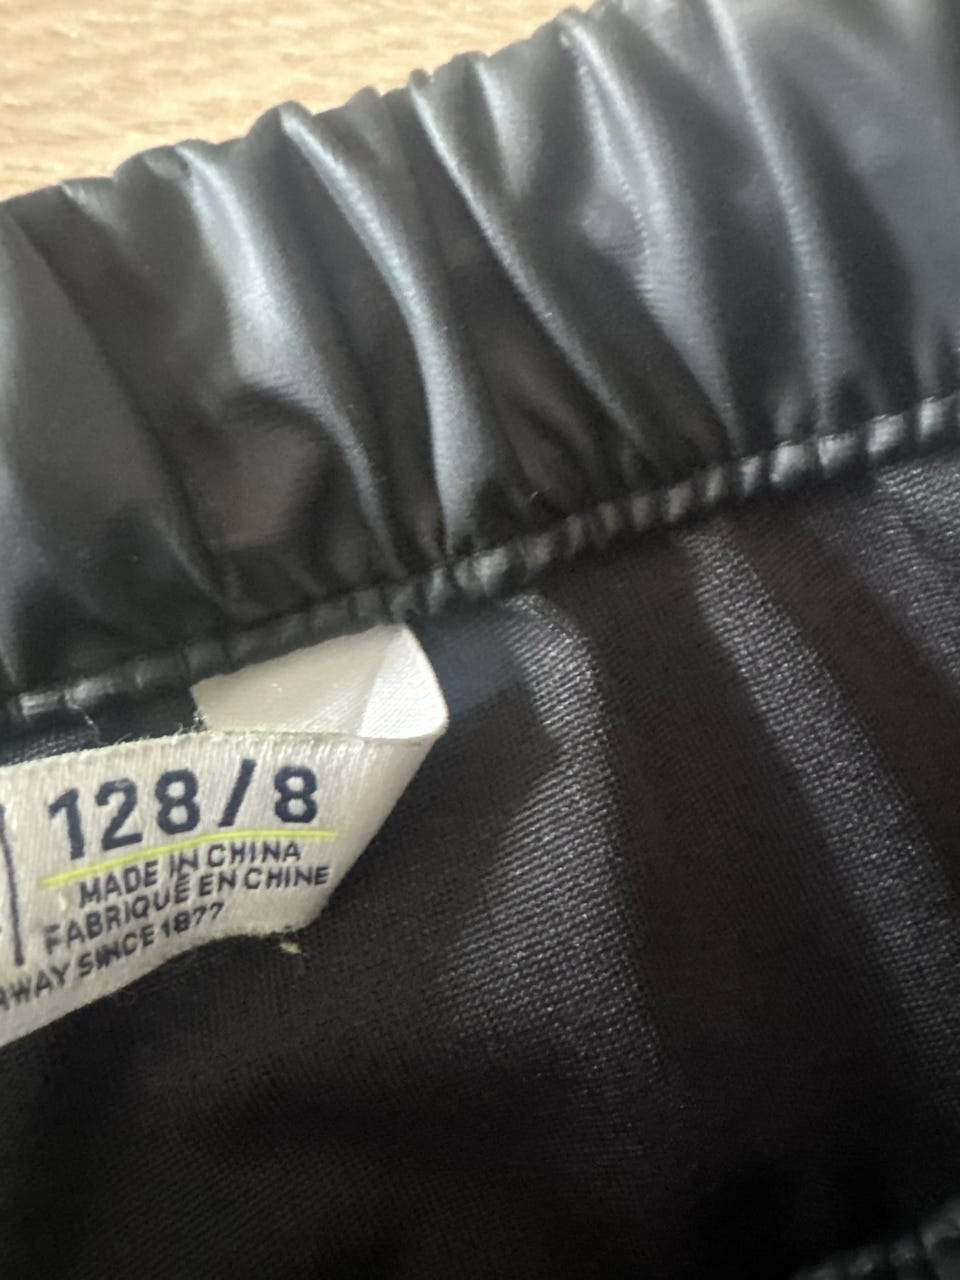 128/8
MADE IN CHINA
FABRIQUÉ EN CHINE
SINCE 1877